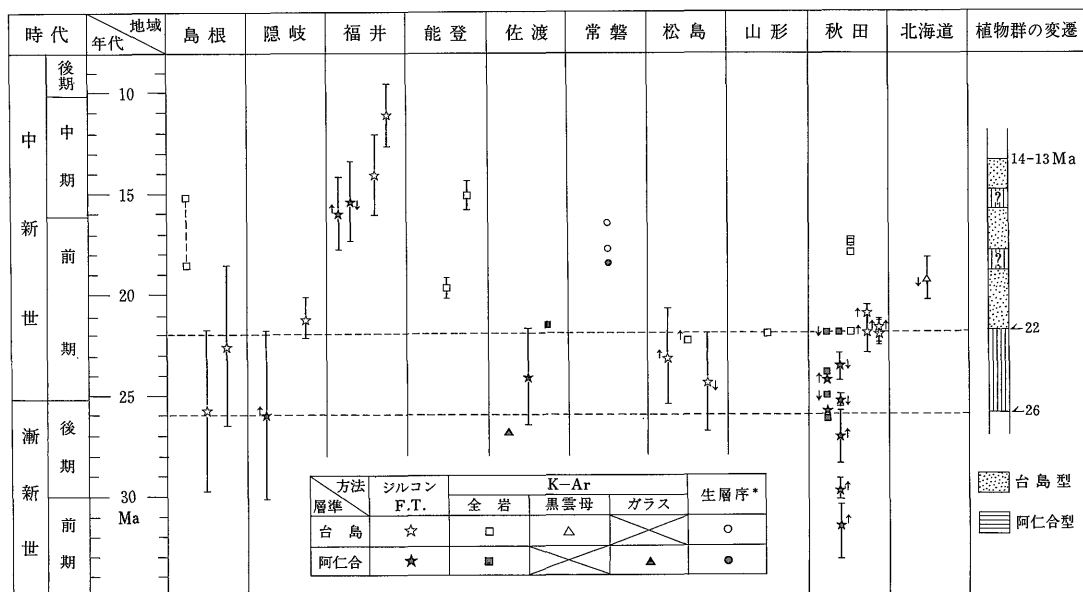 時代 地域 年代 島根 隠岐 福井 能登 佐渡 常磐 松島 山形 秋田 北海道 植物群の変遷
中新世
後期
中期
前期
漸新世
後期
前期
10
15
20
25
30
Ma
14-13Ma
?
?
22
26
台島型
阿仁合型
方法 層準 ジルコン F.T. K-Ar 生層序*
全岩 黒雲母 ガラス
台島
阿仁合